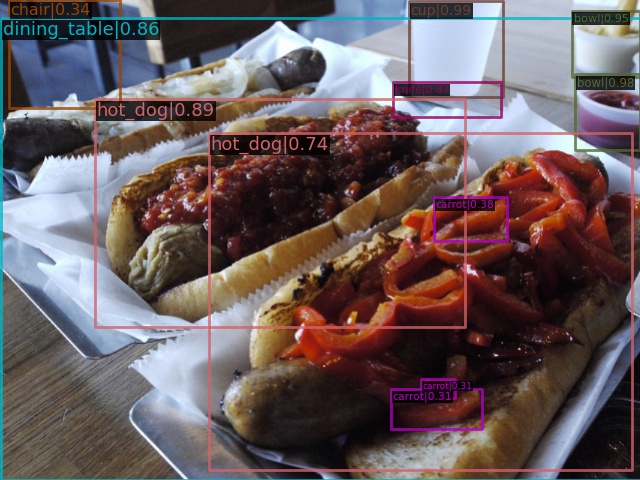 chair|0.34
cup|0.99
bowl|0.95
dining_table|0.86
bowl|0.98
hot_dog|0.89
hot_dog|0.74
carrot|0.38
carrot|0.31
carrot|0.31